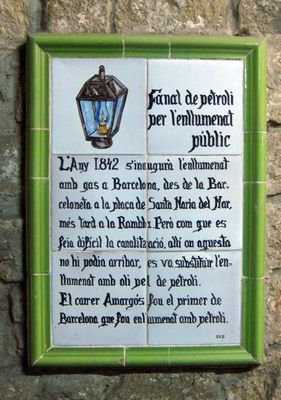 Fanal de petroli
per l'enllumenat
públic
L'Any 1.842 s'inaugurà l'enllumenat
amb gas a Barcelona, des de la Bar-
celoneta a la plaça de Santa Maria del Mar,
més tard a la Rambla. Però com que es
feia difícil la canalització, allí on aquesta
no hi podia arribar, es va substituïr l'en-
llumenat amb oli pel de petroli.
El carrer Amargós fou el primer de
Barcelona que fou enllumenat amb petroli.